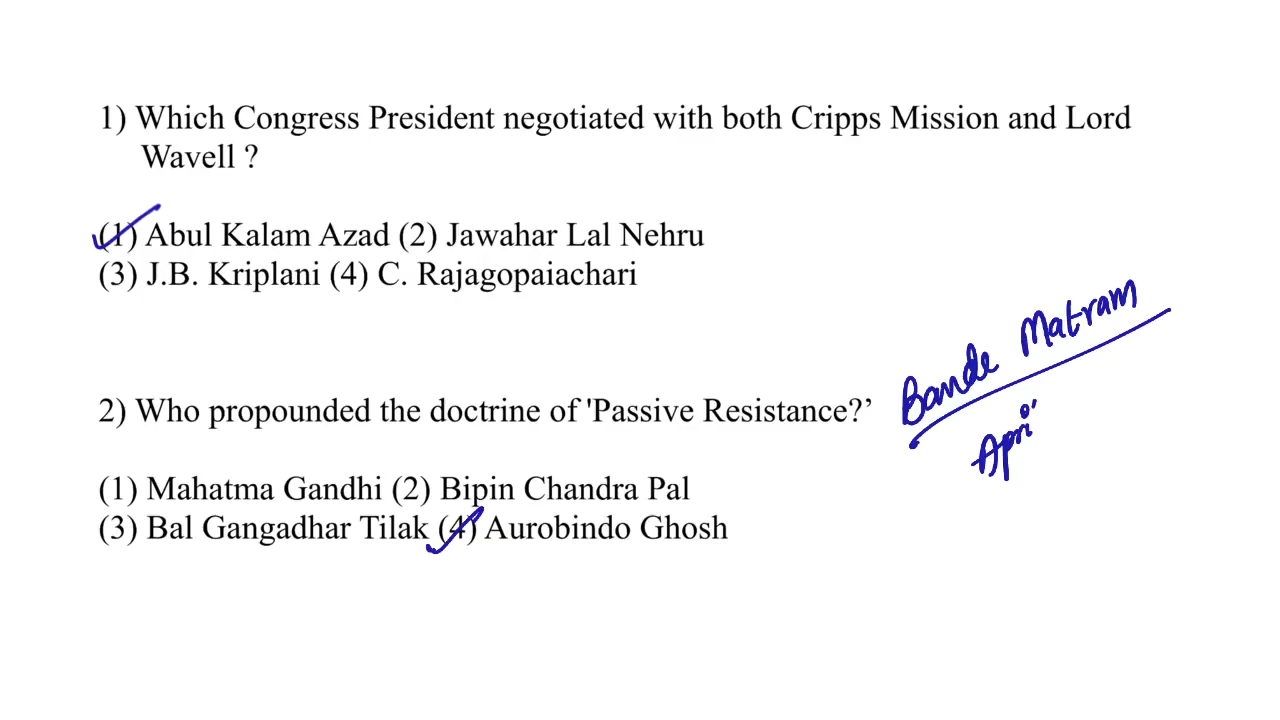 1) Which Congress President negotiated with both Cripps Mission and Lord
Wavell ?
(1) Abul Kalam Azad (2) Jawahar Lal Nehru
(3) J.B. Kriplani (4) C. Rajagopaiachari
Bande Matram
2) Who propounded the doctrine of 'Passive Resistance?’
Apri
(1) Mahatma Gandhi (2) Bipin Chandra Pal
(3) Bal Gangadhar Tilak (4) Aurobindo Ghosh